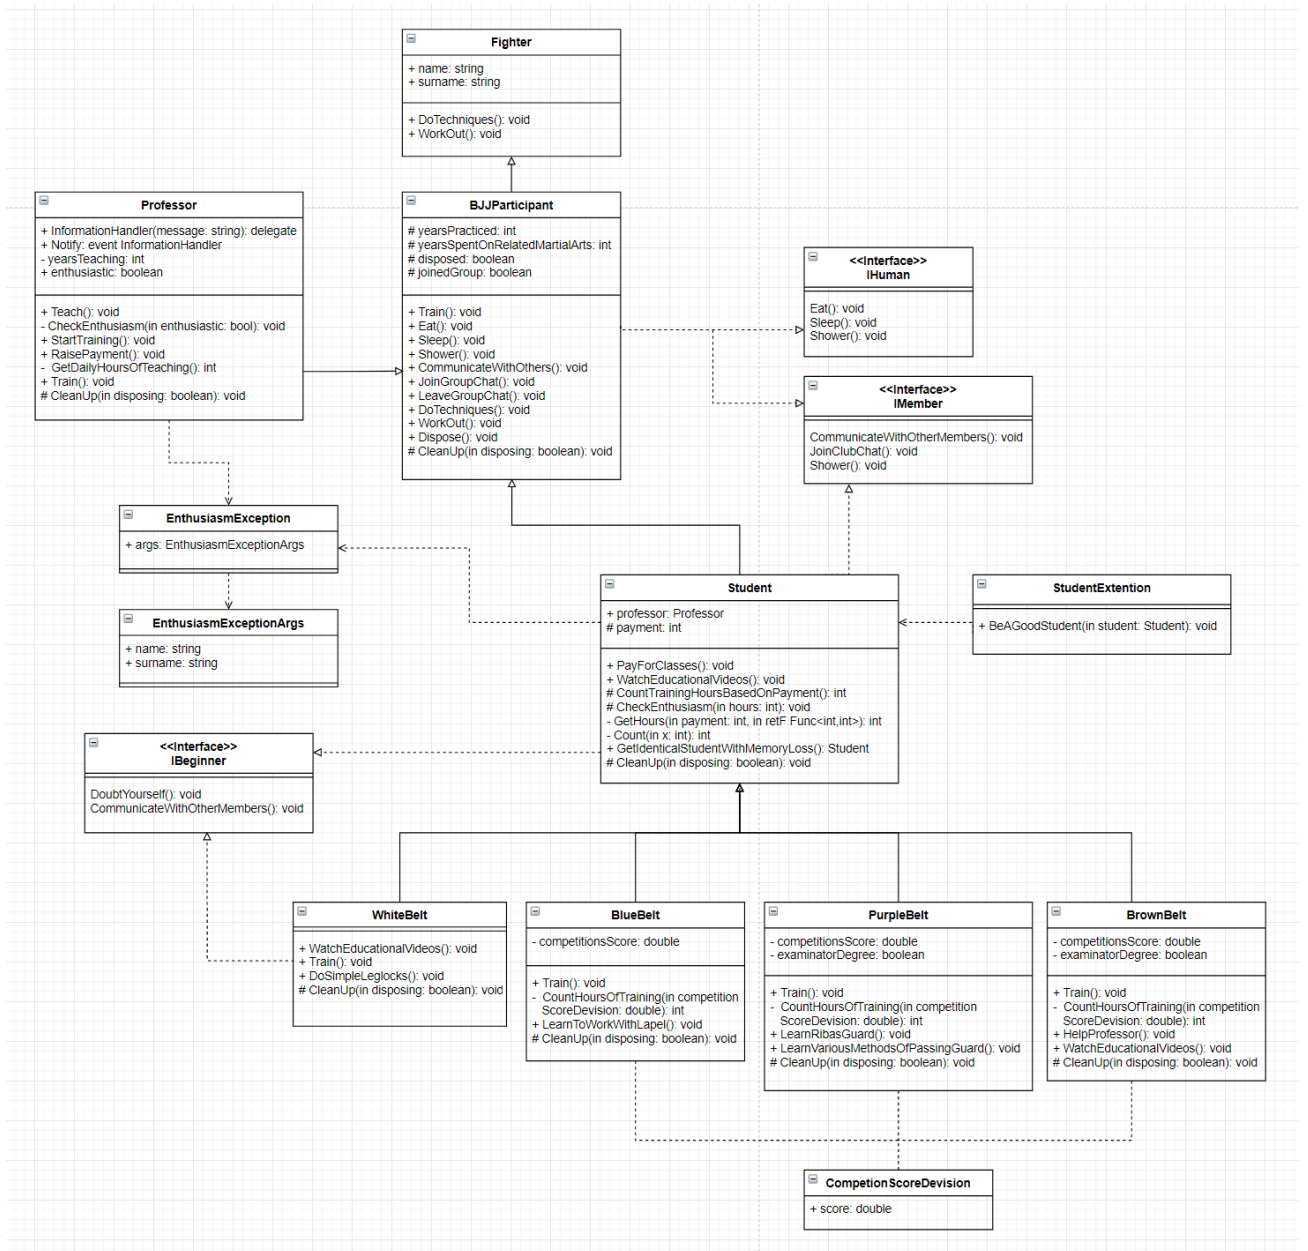 Fighter
+ name: string
+ surname: string
+ DoTechniques(): void
+ WorkOut(): void
Professor
+ InformationHandler(message: string): delegate
+ Notify: event InformationHandler
- yearsTeaching: int
+ enthusiastic: boolean
+ Teach(): void
- CheckEnthusiasm(in enthusiastic: bool): void
+ StartTraining(): void
+ RaisePayment(): void
- GetDailyHoursOfTeaching(): int
+ Train(): void
# CleanUp(in disposing: boolean): void
BJJParticipant
# yearsPracticed: int
# yearsSpentOnRelatedMartialArts: int
# disposed: boolean
# joinedGroup: boolean
+ Train(): void
+ Eat(): void
+ Sleep(): void
+ Shower(): void
+ CommunicateWithOthers(): void
+ JoinGroupChat(): void
+ LeaveGroupChat(): void
+ DoTechniques(): void
+ WorkOut(): void
+ Dispose(): void
# CleanUp(in disposing: boolean): void
<<Interface>>
IHuman
Eat(): void
Sleep(): void
Shower(): void
<<Interface>>
IMember
CommunicateWithOtherMembers(): void
JoinClubChat(): void
Shower(): void
EnthusiasmException
+ args: EnthusiasmExceptionArgs
EnthusiasmExceptionArgs
+ name: string
+ surname: string
Student
+ professor: Professor
# payment: int
+ PayForClasses(): void
+ WatchEducationalVideos(): void
# CountTrainingHoursBasedOnPayment(): int
# CheckEnthusiasm(in hours: int): void
- GetHours(in payment: int, in retF Func<int,int>): int
- Count(in x: int): int
+ GetIdenticalStudentWithMemoryLoss(): Student
# CleanUp(in disposing: boolean): void
StudentExtention
+ BeAGoodStudent(in student: Student): void
<<Interface>>
IBeginner
DoubtYourself(): void
CommunicateWithOtherMembers(): void
WhiteBelt
+ WatchEducationalVideos(): void
+ Train(): void
+ DoSimpleLeglocks(): void
# CleanUp(in disposing: boolean): void
BlueBelt
- competitionsScore: double
+ Train(): void
- CountHoursOfTraining(in competition
ScoreDevision: double): int
+ LearnToWorkWithLapel(): void
# CleanUp(in disposing: boolean): void
PurpleBelt
- competitionsScore: double
- examinatorDegree: boolean
+ Train(): void
- CountHoursOfTraining(in competition
ScoreDevision: double): int
+ LearnRibasGuard(): void
+ LearnVariousMethodsOfPassingGuard(): void
# CleanUp(in disposing: boolean): void
BrownBelt
- competitionsScore: double
- examinatorDegree: boolean
+ Train(): void
- CountHoursOfTraining(in competition
ScoreDevision: double): int
+ HelpProfessor(): void
+ WatchEducationalVideos(): void
# CleanUp(in disposing: boolean): void
CompetionScoreDevision
+ score: double